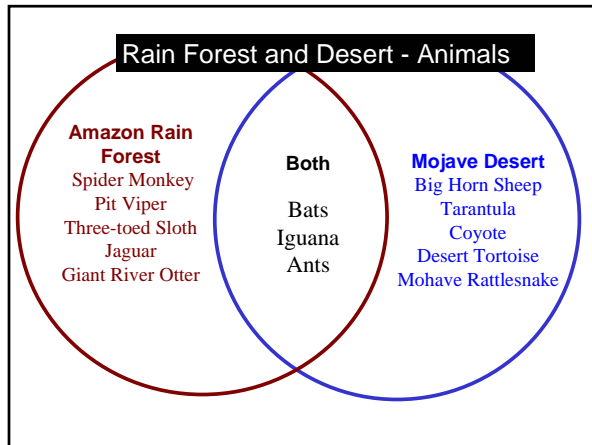 Rain Forest and Desert - Animals
Amazon Rain
Forest
Spider Monkey
Pit Viper
Three-toed Sloth
Jaguar
Giant River Otter
Both
Bats
Iguana
Ants
Mojave Desert
Big Horn Sheep
Tarantula
Coyote
Desert Tortoise
Mohave Rattlesnake